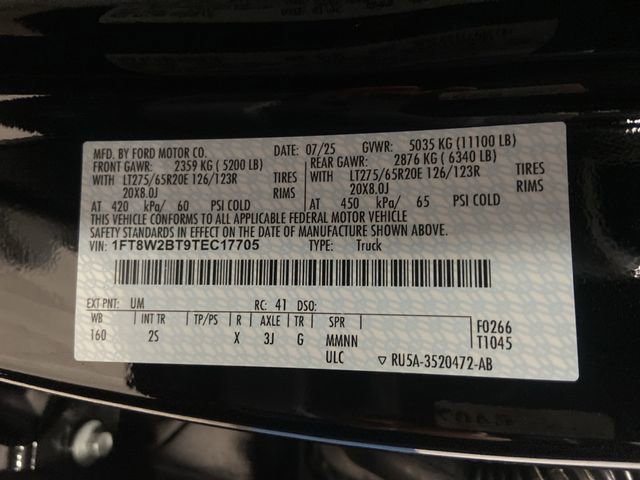 MFD. BY FORD MOTOR CO. DATE: 07/25 GVWR: 5035 KG (11100 LB)
FRONT GAWR: 2359 KG (5200 LB) REAR GAWR: 2876 KG (6340 LB)
WITH LT275/65R20E 126/123R TIRES WITH LT275/65R20E 126/123R TIRES
20X8.0J RIMS 20X8.0J RIMS
AT 420 kPa/ 60 PSI COLD AT 450 kPa/ 65 PSI COLD
THIS VEHICLE CONFORMS TO ALL APPLICABLE FEDERAL MOTOR VEHICLE
SAFETY STANDARDS IN EFFECT ON THE DATE OF MANUFACTURE SHOWN ABOVE.
VIN: 1FT8W2BT9TEC17705 TYPE: Truck
EXT PNT: UM RC: 41 DSO:
WB INT TR TP/PS R AXLE TR SPR F0266
160 2S X 3J G MMNN T1045
ULC RU5A-3520472-AB